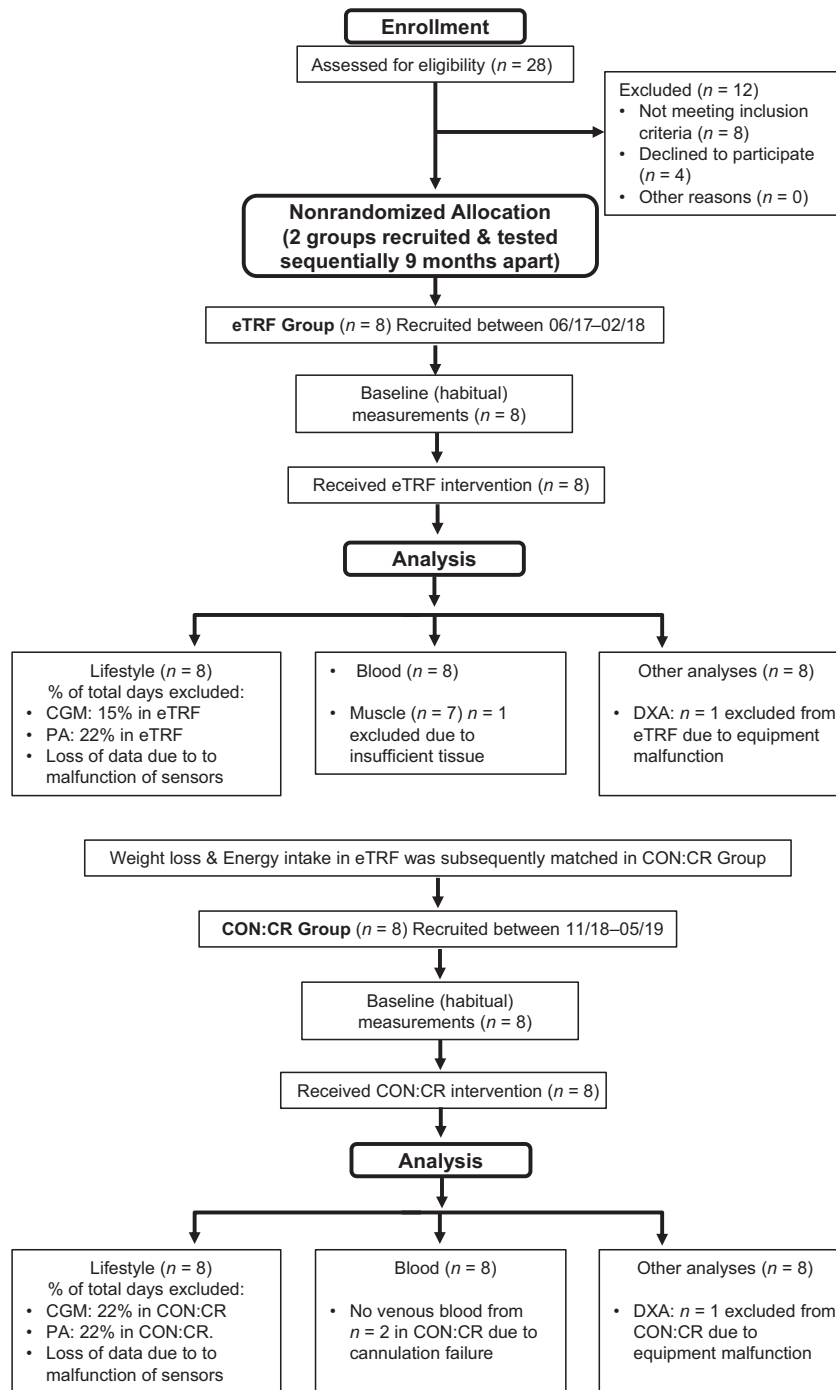 Enrollment
Assessed for eligibility (n = 28)
Excluded (n = 12)
• Not meeting inclusion
criteria (n = 8)
• Declined to participate
(n = 4)
• Other reasons (n = 0)
Nonrandomized Allocation
(2 groups recruited & tested
sequentially 9 months apart)
eTRF Group (n = 8) Recruited between 06/17–02/18
Baseline (habitual)
measurements (n = 8)
Received eTRF intervention (n = 8)
Analysis
Lifestyle (n = 8)
% of total days excluded:
• CGM: 15% in eTRF
• PA: 22% in eTRF
• Loss of data due to to
malfunction of sensors
• Blood (n = 8)
• Muscle (n = 7) n = 1
excluded due to
insufficient tissue
Other analyses (n = 8)
• DXA: n = 1 excluded from
eTRF due to equipment
malfunction
Weight loss & Energy intake in eTRF was subsequently matched in CON:CR Group
CON:CR Group (n = 8) Recruited between 11/18–05/19
Baseline (habitual)
measurements (n = 8)
Received CON:CR intervention (n = 8)
Analysis
Lifestyle (n = 8)
% of total days excluded:
• CGM: 22% in CON:CR
• PA: 22% in CON:CR.
• Loss of data due to to
malfunction of sensors
Blood (n = 8)
• No venous blood from
n = 2 in CON:CR due to
cannulation failure
Other analyses (n = 8)
• DXA: n = 1 excluded from
CON:CR due to
equipment malfunction